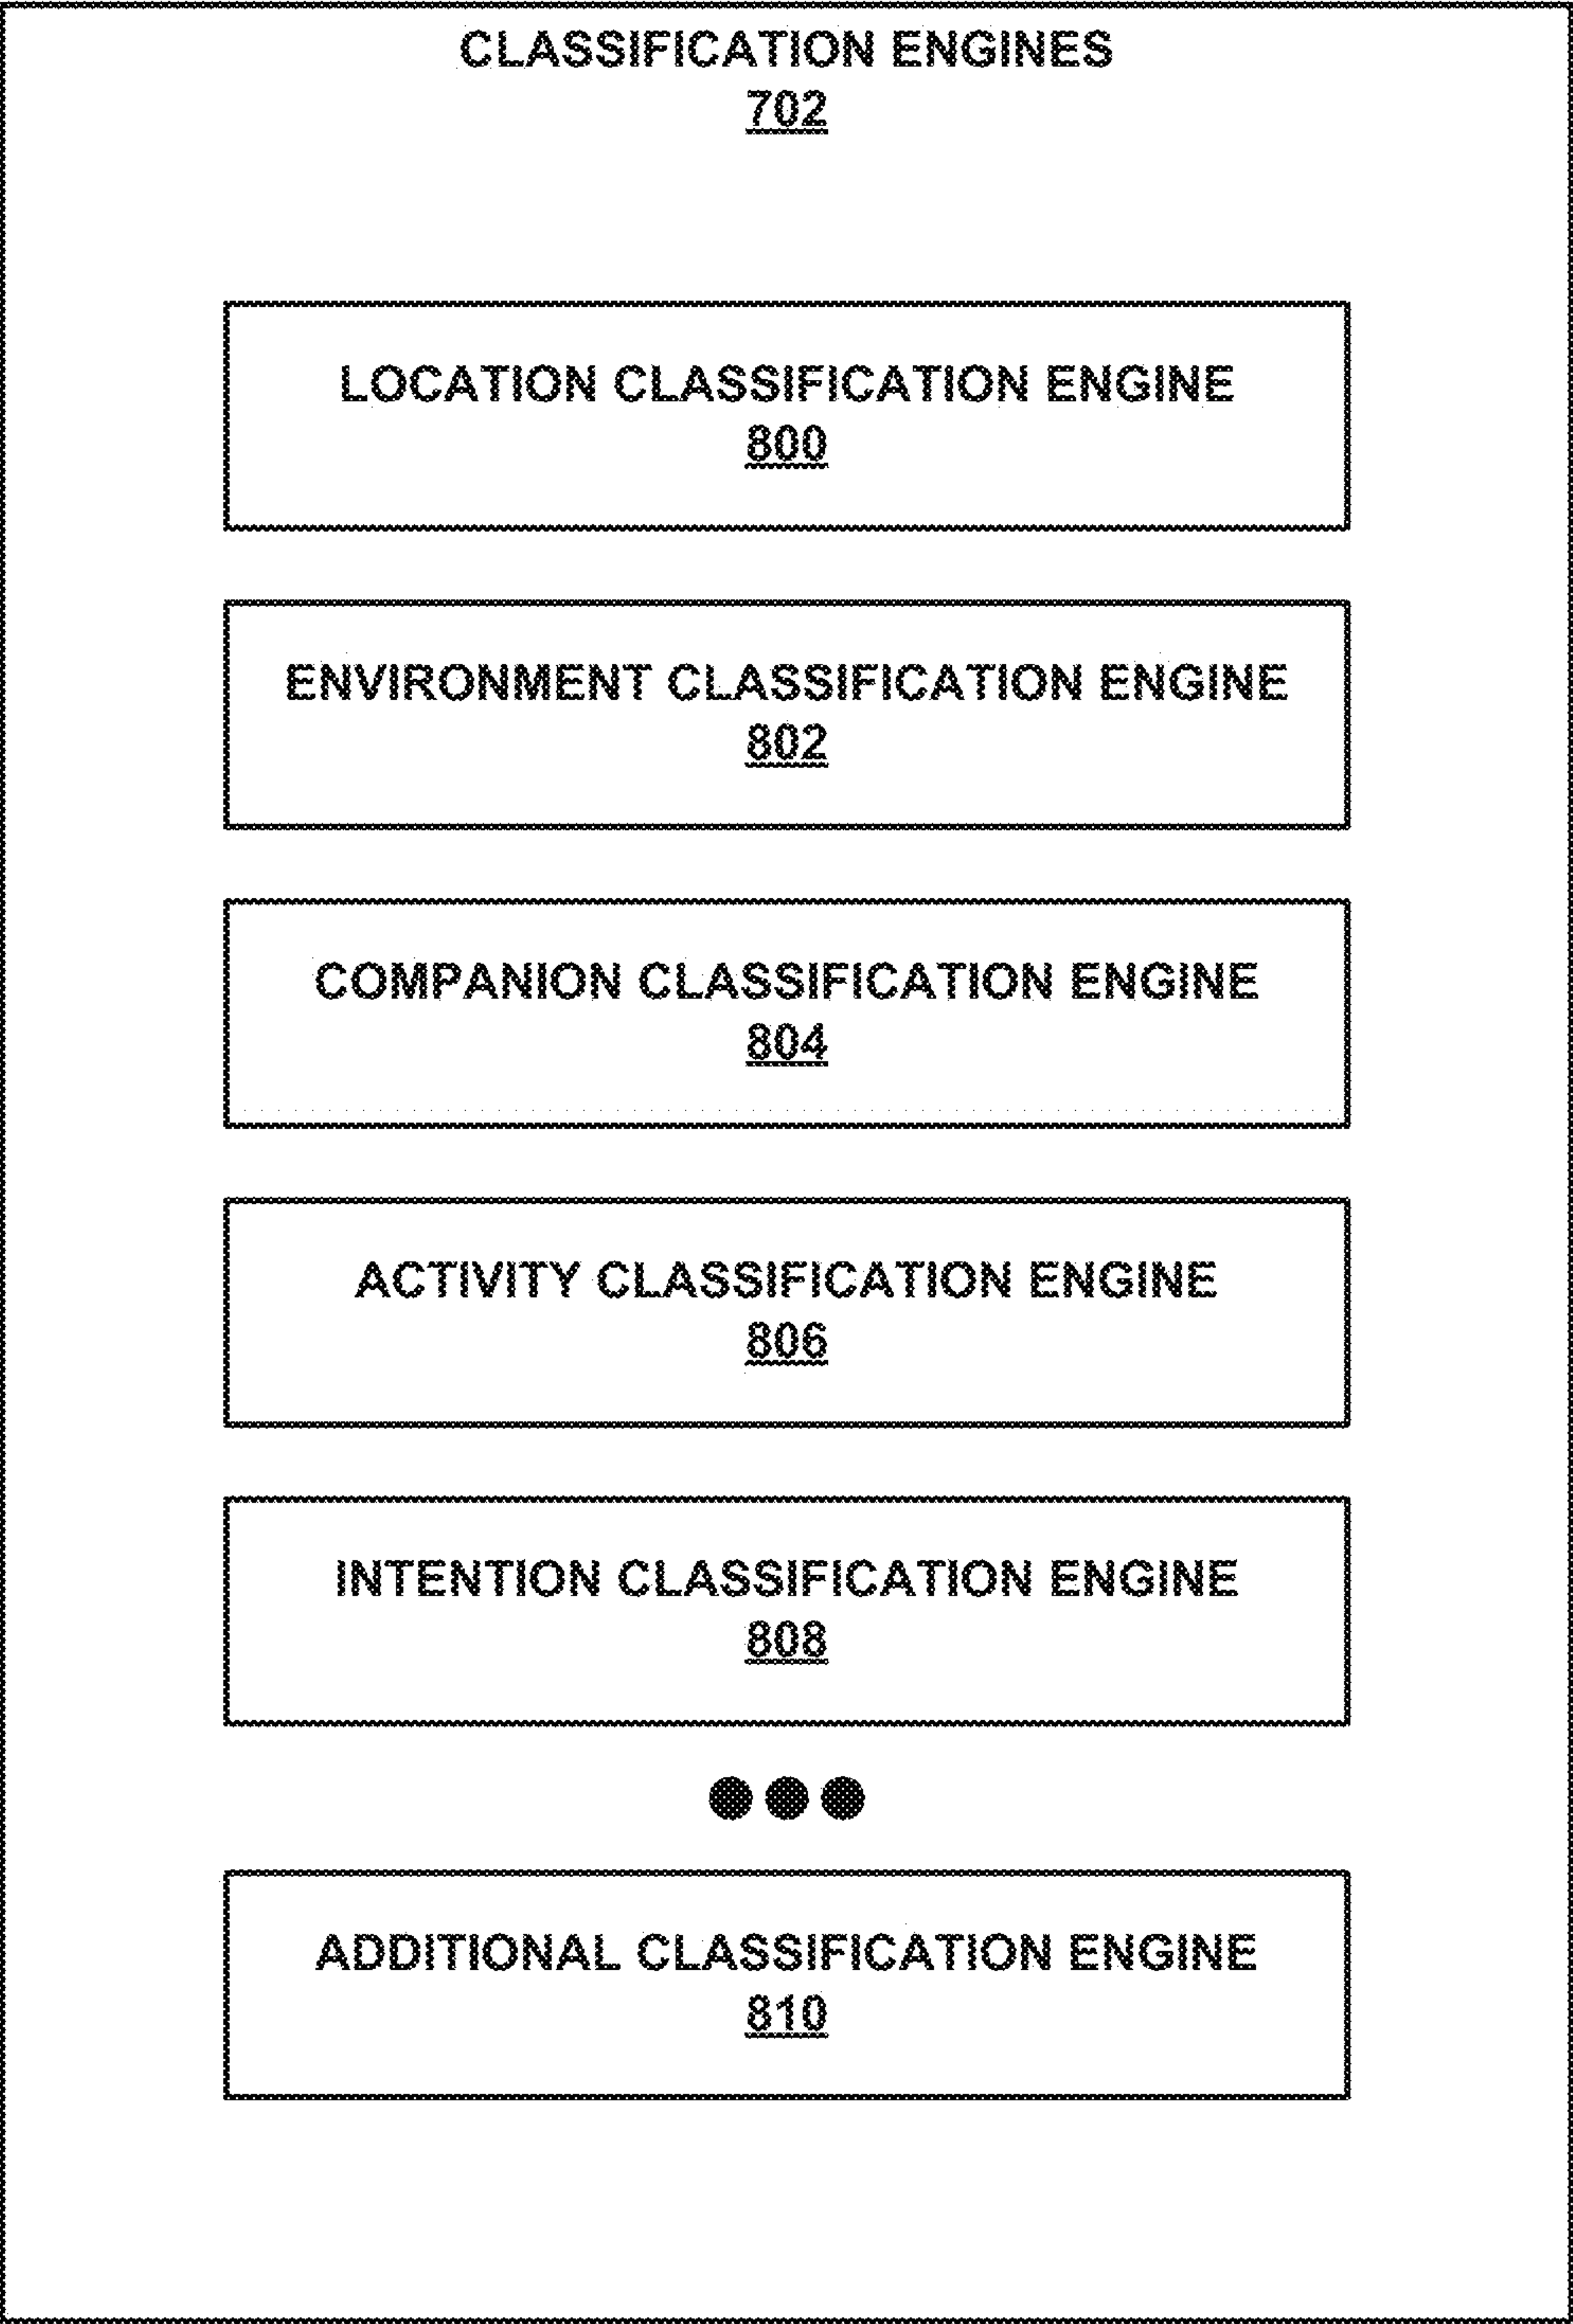 CLASSIFICATION ENGINES
702
LOCATION CLASSIFICATION ENGINE
800
ENVIRONMENT CLASSIFICATION ENGINE
802
COMPANION CLASSIFICATION ENGINE
804
ACTIVITY CLASSIFICATION ENGINE
806
INTENTION CLASSIFICATION ENGINE
808
ADDITIONAL CLASSIFICATION ENGINE
810